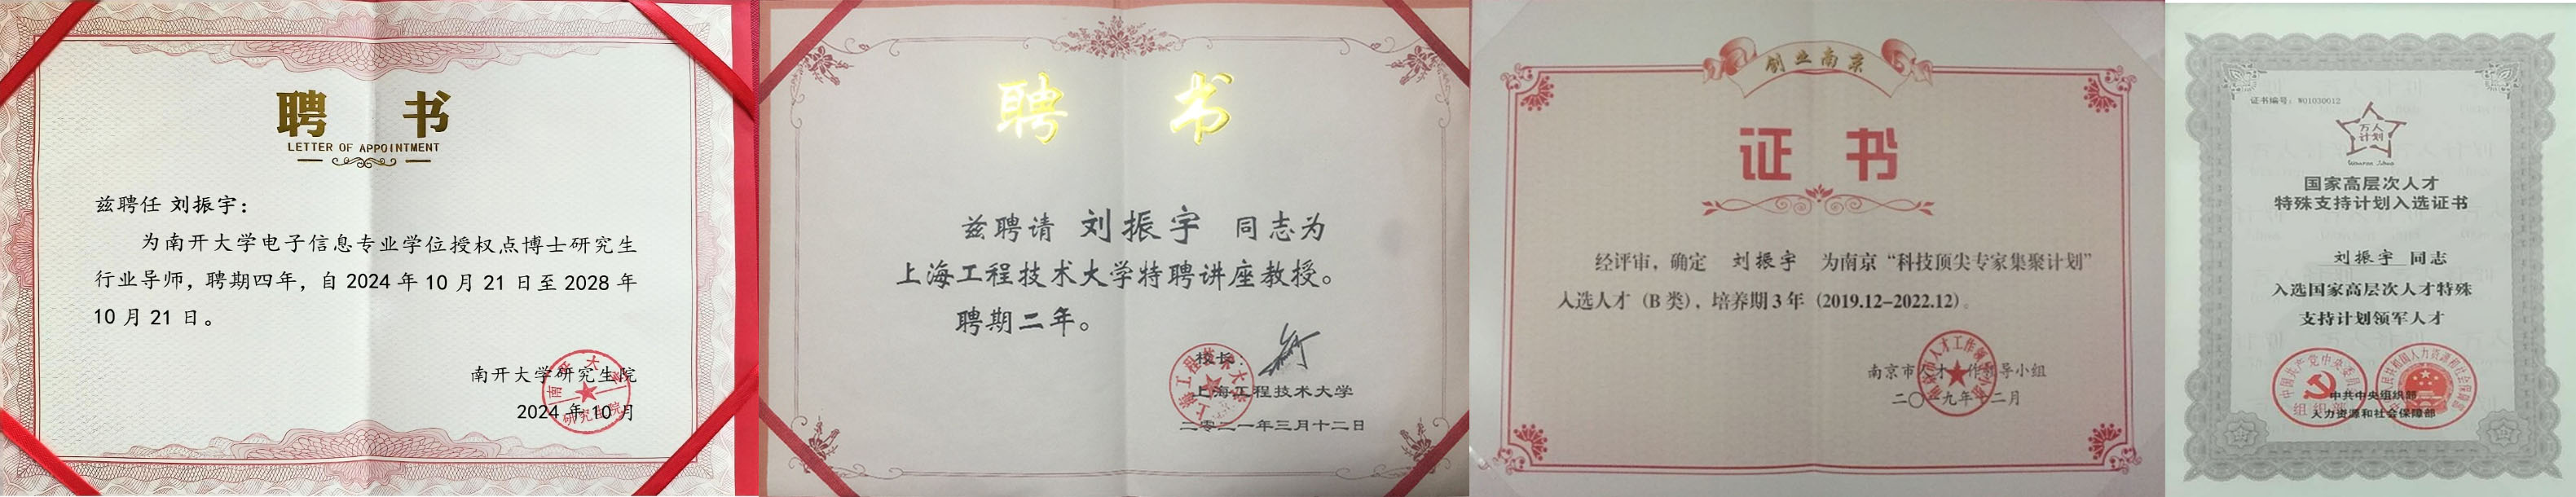 聘 书
LETTER OF APPOINTMENT
兹聘任 刘振宇：
为南开大学电子信息专业学位授权点博士研究生
行业导师，聘期四年，自 2024 年 10 月 21 日至 2028 年
10 月 21 日。
南开大学研究生院
2024 年 10 月
聘 书
兹聘请 刘振宇 同志为
上海工程技术大学特聘讲座教授。
聘期二年。
校长：
上海工程技术大学
二零二一年三月十二日
创业南京
证 书
经评审，确定 刘振宇 为南京“科技顶尖专家集聚计划”
入选人才（B 类），培养期 3 年（2019.12-2022.12）。
南京市人才工作领导小组
二〇一九年十二月
证书编号：W01030012
万人
计划
国家高层次人才
特殊支持计划入选证书
刘振宇 同志
入选国家高层次人才特殊
支持计划领军人才
中共中央组织部
人力资源和社会保障部